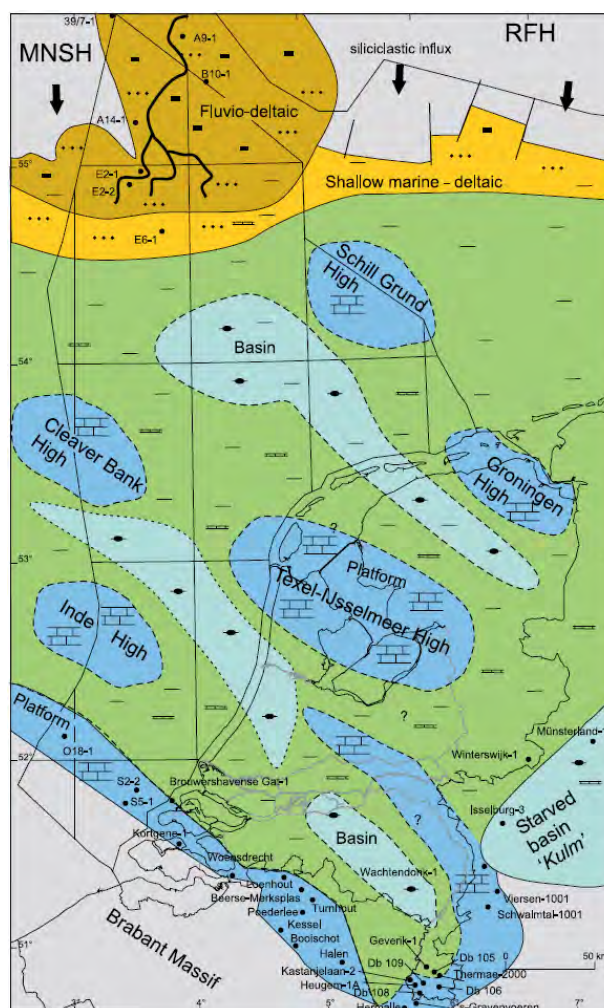 39/7-1
A9-1
MNSH
siliciclastic influx
RFH
B10-1
Fluvio-deltaic
A14-1
55°
E2-1
E2-2
Shallow marine - deltaic
E6-1
Schill Grund
High
Basin
54°
Cleaver Bank
High
Groningen
High
?
53°
Platform
Texel-IJsselmeer High
Inde
High
Platform
?
Münsterland-1
O18-1
52°
Winterswijk-1
S2-2
Brouwershavense Gat-1
S5-1
Isselburg-3
Kortgene-1
Basin
?
Starved
basin
'Kulm'
Woensdrecht
Wachtendonk-1
Loenhout
Beerse-Merksplas
Viersen-1001
Poederlee
Turnhout
Schwalmtal-1001
Kessel
Brabant Massif
Booischot
Geverik-1
51°
Halen
Db 109
Db 105
Kastanjelaan-2
Thermae-2000
0
50 km
Heugem-1A
Db 108
Db 106
s-Gravenvoeren
3°
4°
5°
6°
7°